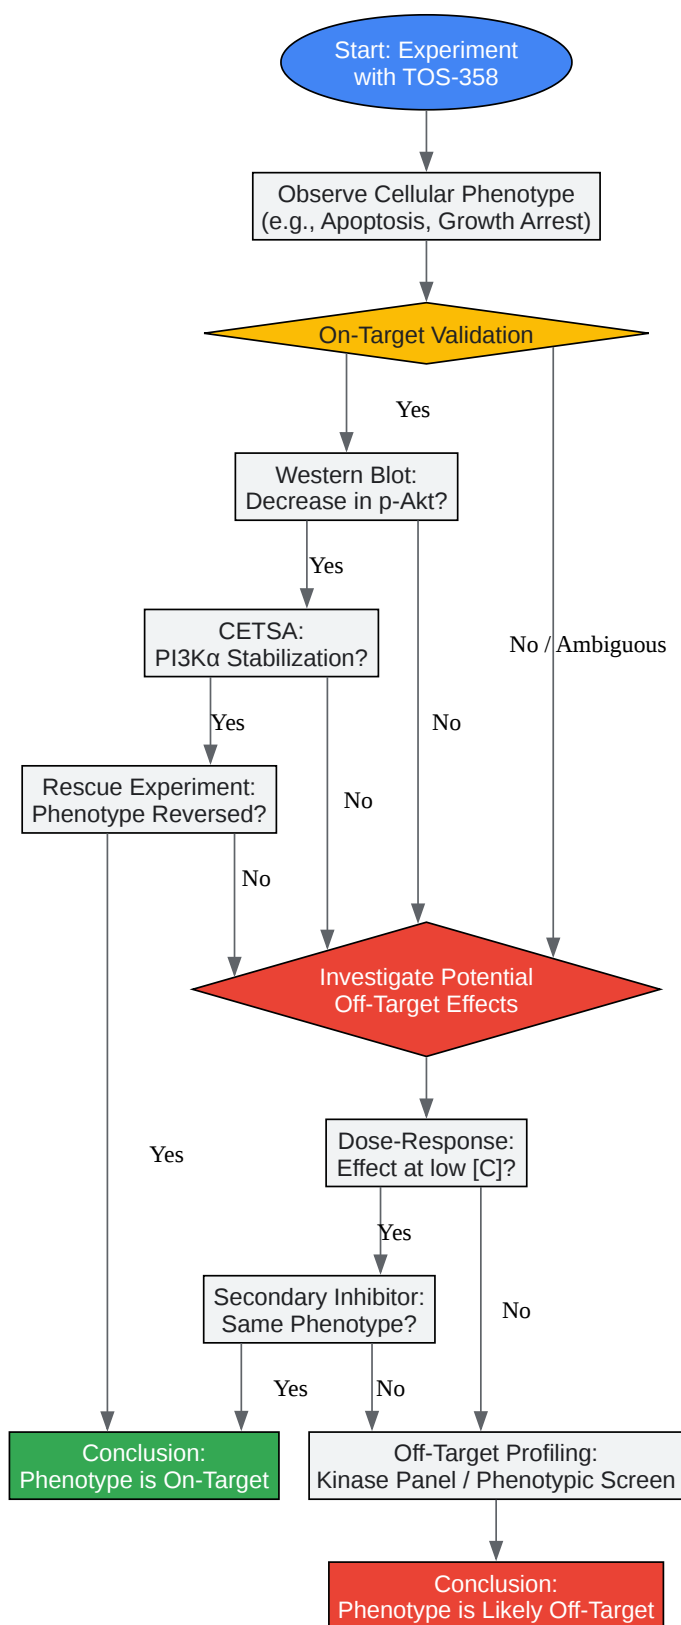 Start: Experiment
with TOS-358
Observe Cellular Phenotype
(e.g., Apoptosis, Growth Arrest)
On-Target Validation
Yes
Western Blot:
Decrease in p-Akt?
Yes
CETSA:
PI3Kα Stabilization?
No / Ambiguous
Yes
No
Rescue Experiment:
Phenotype Reversed?
No
No
Investigate Potential
Off-Target Effects
Dose-Response:
Effect at low [C]?
Yes
Yes
Secondary Inhibitor:
Same Phenotype?
No
Yes
No
Conclusion:
Phenotype is On-Target
Off-Target Profiling:
Kinase Panel / Phenotypic Screen
Conclusion:
Phenotype is Likely Off-Target